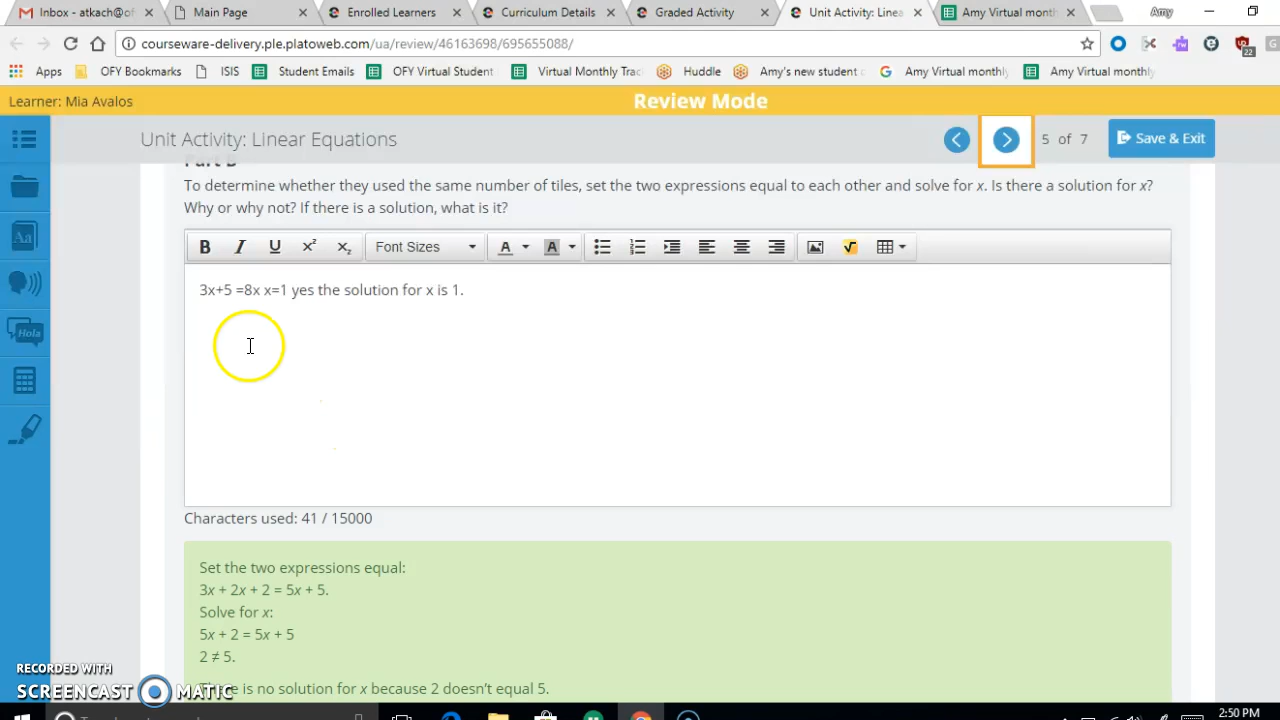 Inbox - atkach@of
Main Page
Enrolled Learners
Curriculum Details
Graded Activity
Unit Activity: Linea
Amy Virtual month
Amy
courseware-delivery.ple.platoweb.com/ua/review/46163698/695655088/
22
Apps
OFY Bookmarks
ISIS
Student Emails
OFY Virtual Student
Virtual Monthly Trac
Huddle
Amy's new student
Amy Virtual monthly
Amy Virtual monthly
Learner: Mia Avalos
Review Mode
Unit Activity: Linear Equations
5 of 7
Save & Exit
Part B
To determine whether they used the same number of tiles, set the two expressions equal to each other and solve for x. Is there a solution for x?
Why or why not? If there is a solution, what is it?
B I U x² x₂ Font Sizes A A
3x+5 =8x x=1 yes the solution for x is 1.
Aa
Hola
Characters used: 41 / 15000
Set the two expressions equal:
3x + 2x + 2 = 5x + 5.
Solve for x:
5x + 2 = 5x + 5
2 ≠ 5.
There is no solution for x because 2 doesn't equal 5.
RECORDED WITH
SCREENCAST MATIC
2:50 PM